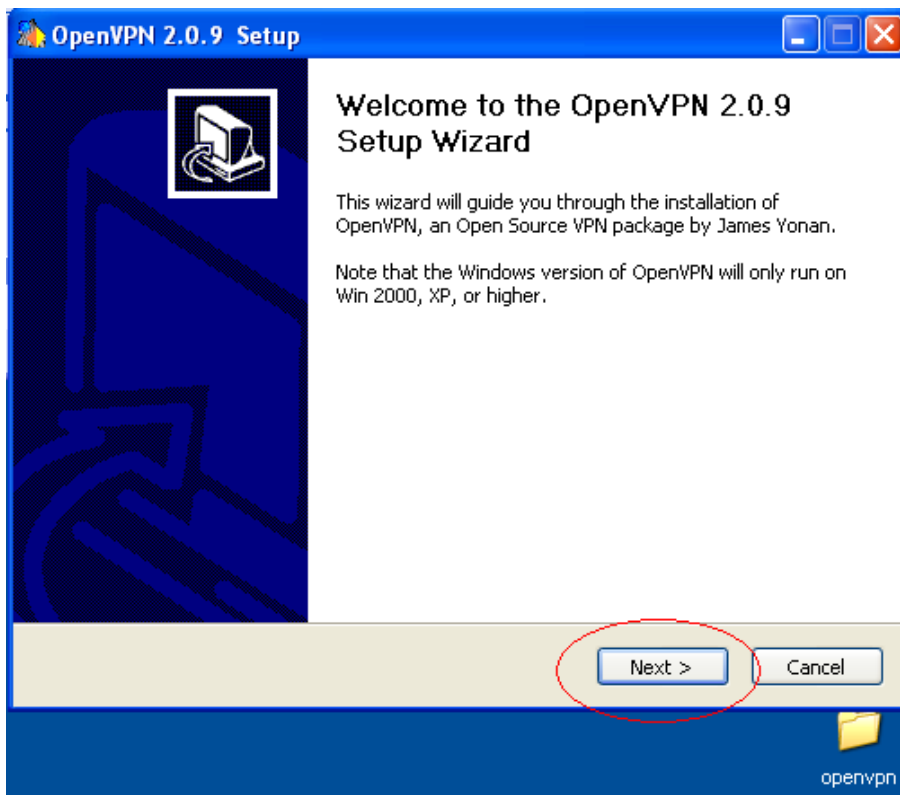 OpenVPN 2.0.9 Setup
Welcome to the OpenVPN 2.0.9
Setup Wizard
This wizard will guide you through the installation of
OpenVPN, an Open Source VPN package by James Yonan.
Note that the Windows version of OpenVPN will only run on
Win 2000, XP, or higher.
Next >
Cancel
openvpn